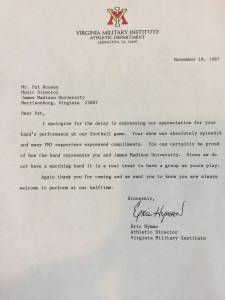 VIRGINIA MILITARY INSTITUTE
ATHLETIC DEPARTMENT
LEXINGTON, VA 24450
November 18, 1987
Mr. Pat Rooney
Music Director
James Madison University
Harrisonburg, Virginia 22807
Dear Pat,
I apologize for the delay in expressing our appreciation for your
band's performance at our football game. Your show was absolutely splendid
and many VMI supporters expressed compliments. You can certainly be proud
of how the band represents you and James Madison University. Since we do
not have a marching band it is a real treat to have a group as yours play.
Again thank you for coming and we want you to know you are always
welcome to perform at our halftime.
Sincerely,
Eric Hyman
Eric Hyman
Athletic Director
Virginia Military Institute